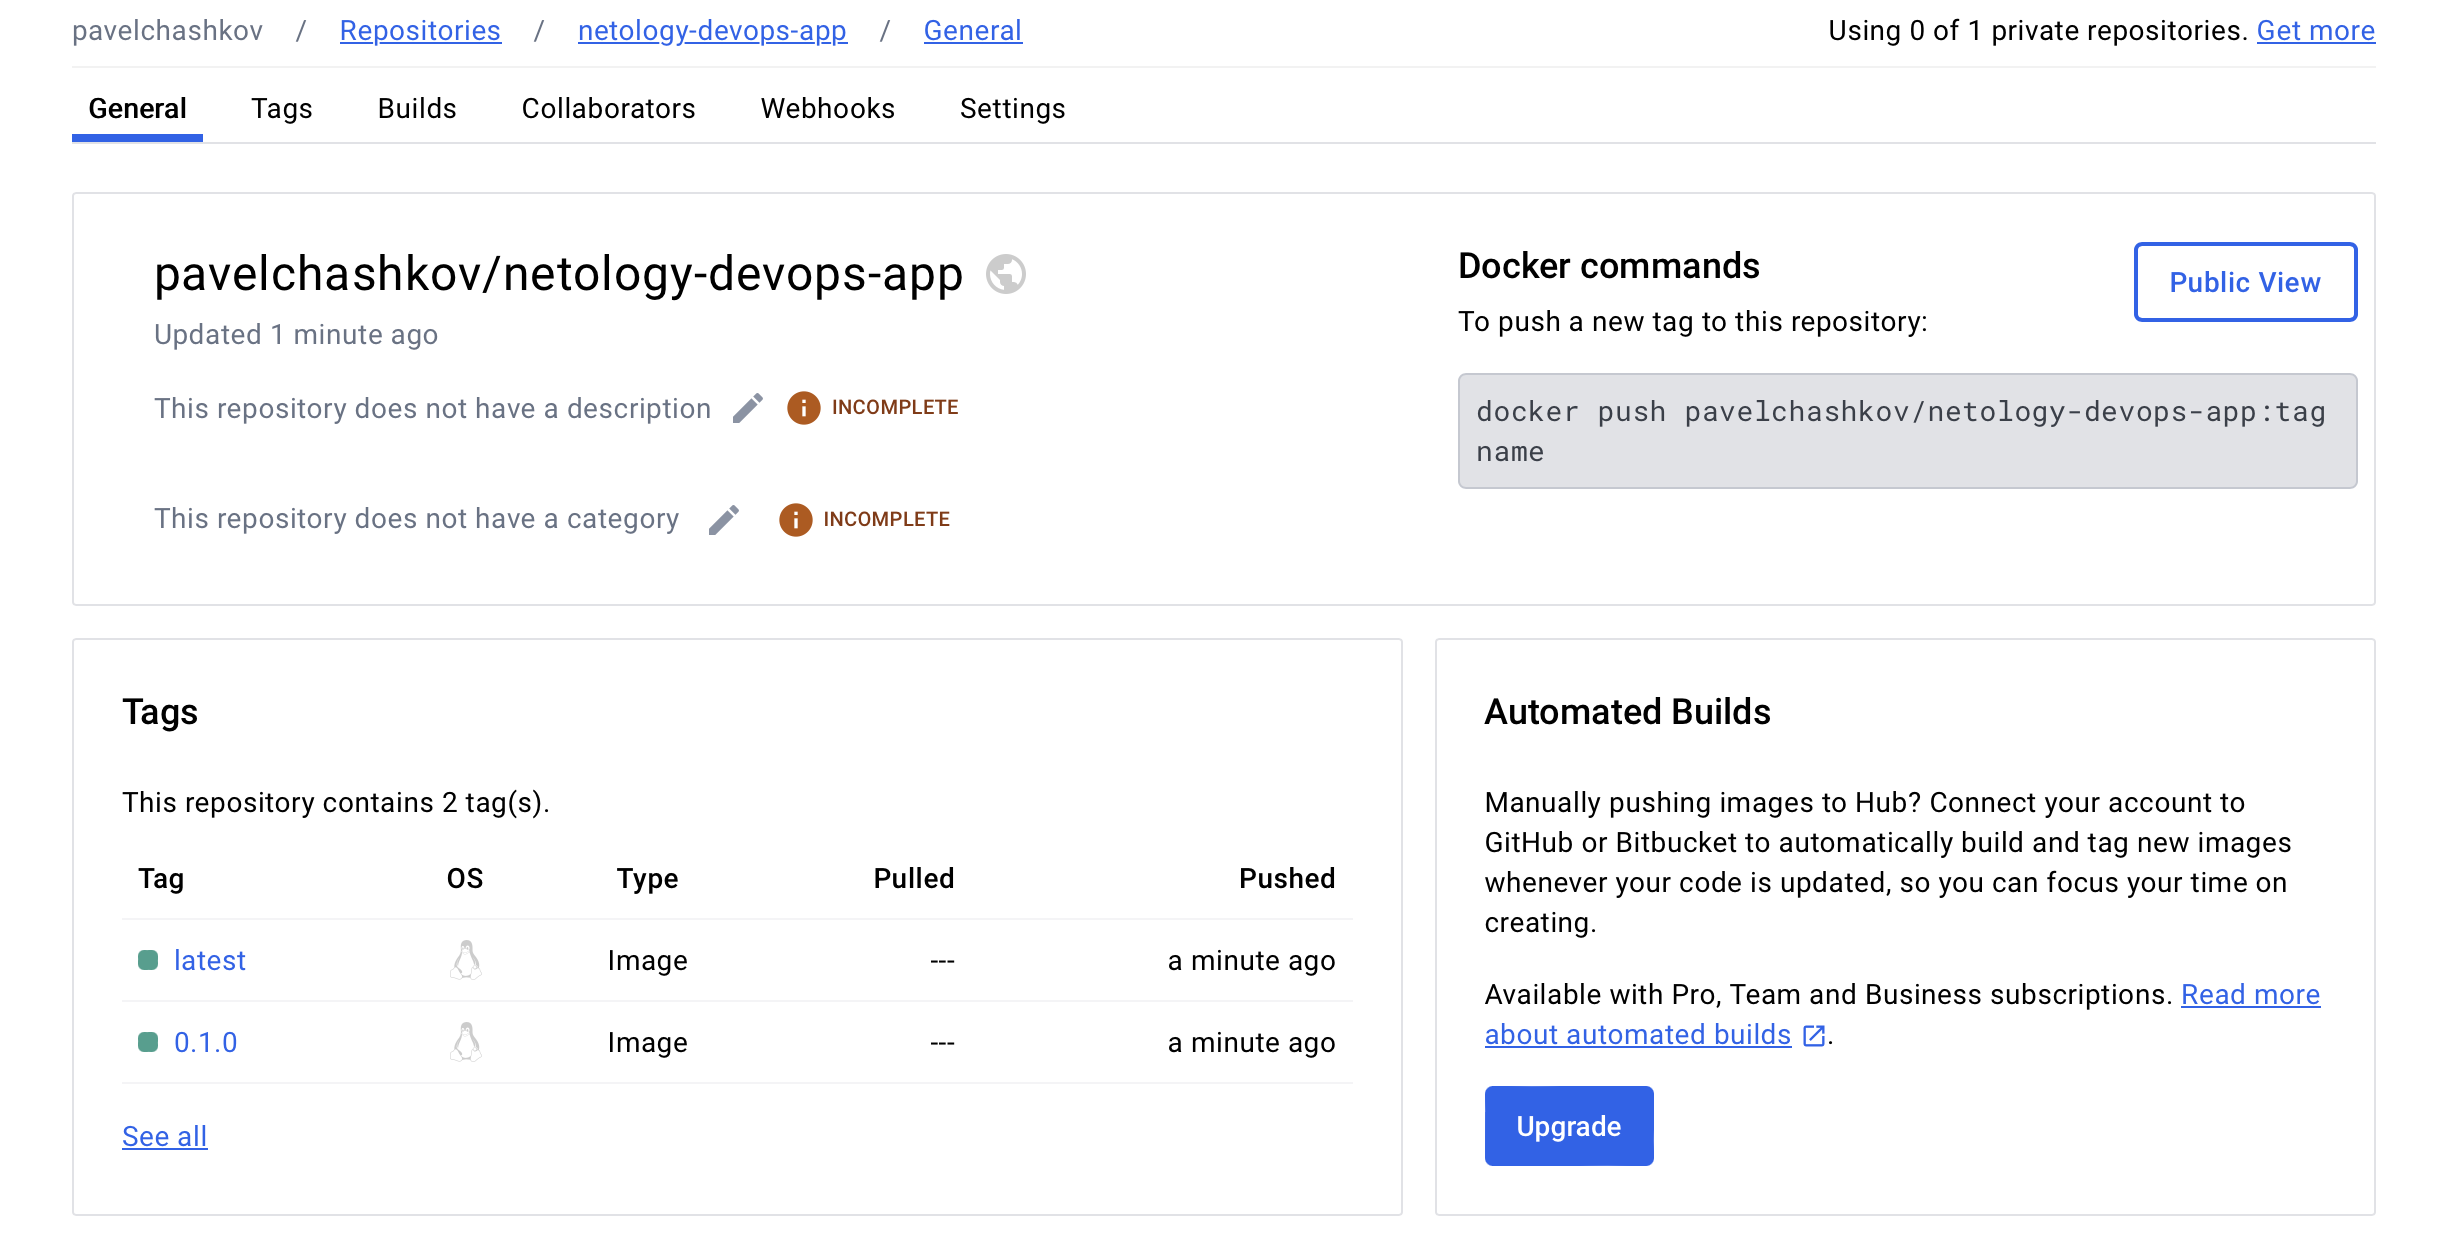 pavelchashkov / Repositories / netology-devops-app / General
Using 0 of 1 private repositories. Get more
General Tags Builds Collaborators Webhooks Settings
pavelchashkov/netology-devops-app
Updated 1 minute ago
This repository does not have a description INCOMPLETE
This repository does not have a category INCOMPLETE
Docker commands
Public View
To push a new tag to this repository:
docker push pavelchashkov/netology-devops-app:tag
name
Tags
This repository contains 2 tag(s).
Tag OS Type Pulled Pushed
latest Image --- a minute ago
0.1.0 Image --- a minute ago
See all
Automated Builds
Manually pushing images to Hub? Connect your account to
GitHub or Bitbucket to automatically build and tag new images
whenever your code is updated, so you can focus your time on
creating.
Available with Pro, Team and Business subscriptions. Read more
about automated builds.
Upgrade